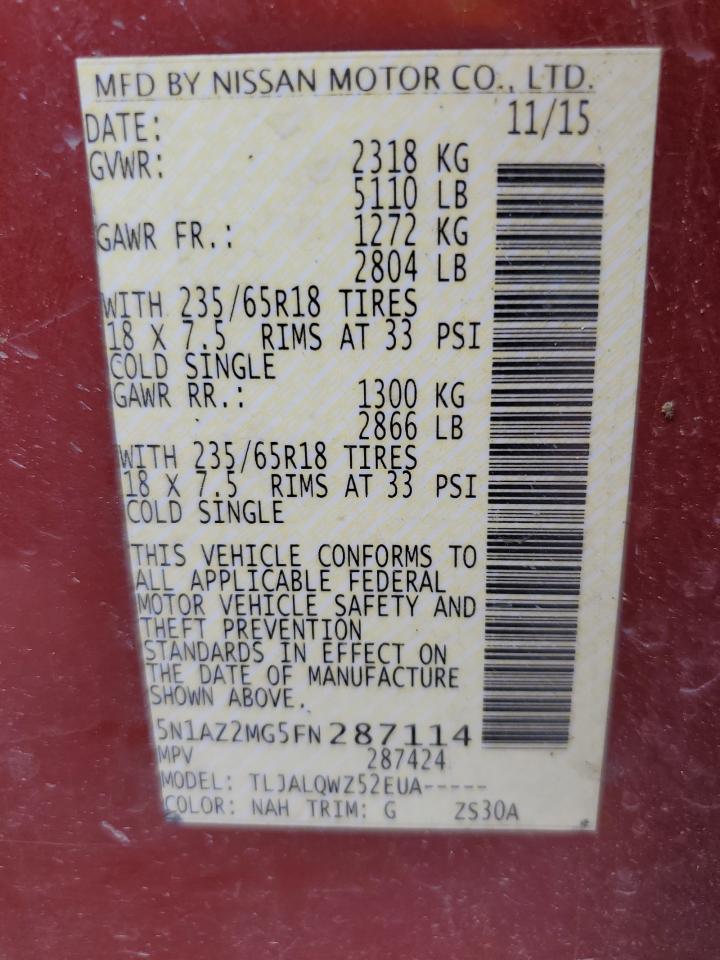 MFD BY NISSAN MOTOR CO., LTD.
DATE: 11/15
GVWR: 2318 KG
5110 LB
GAWR FR.: 1272 KG
2804 LB
WITH 235/65R18 TIRES
18 X 7.5 RIMS AT 33 PSI
COLD SINGLE
GAWR RR.: 1300 KG
2866 LB
WITH 235/65R18 TIRES
18 X 7.5 RIMS AT 33 PSI
COLD SINGLE
THIS VEHICLE CONFORMS TO
ALL APPLICABLE FEDERAL
MOTOR VEHICLE SAFETY AND
THEFT PREVENTION
STANDARDS IN EFFECT ON
THE DATE OF MANUFACTURE
SHOWN ABOVE.
5N1AZ2MG5FN287114
MPV 287424
MODEL: TLJALQWZ52EUA-----
COLOR: NAH TRIM: G ZS30A